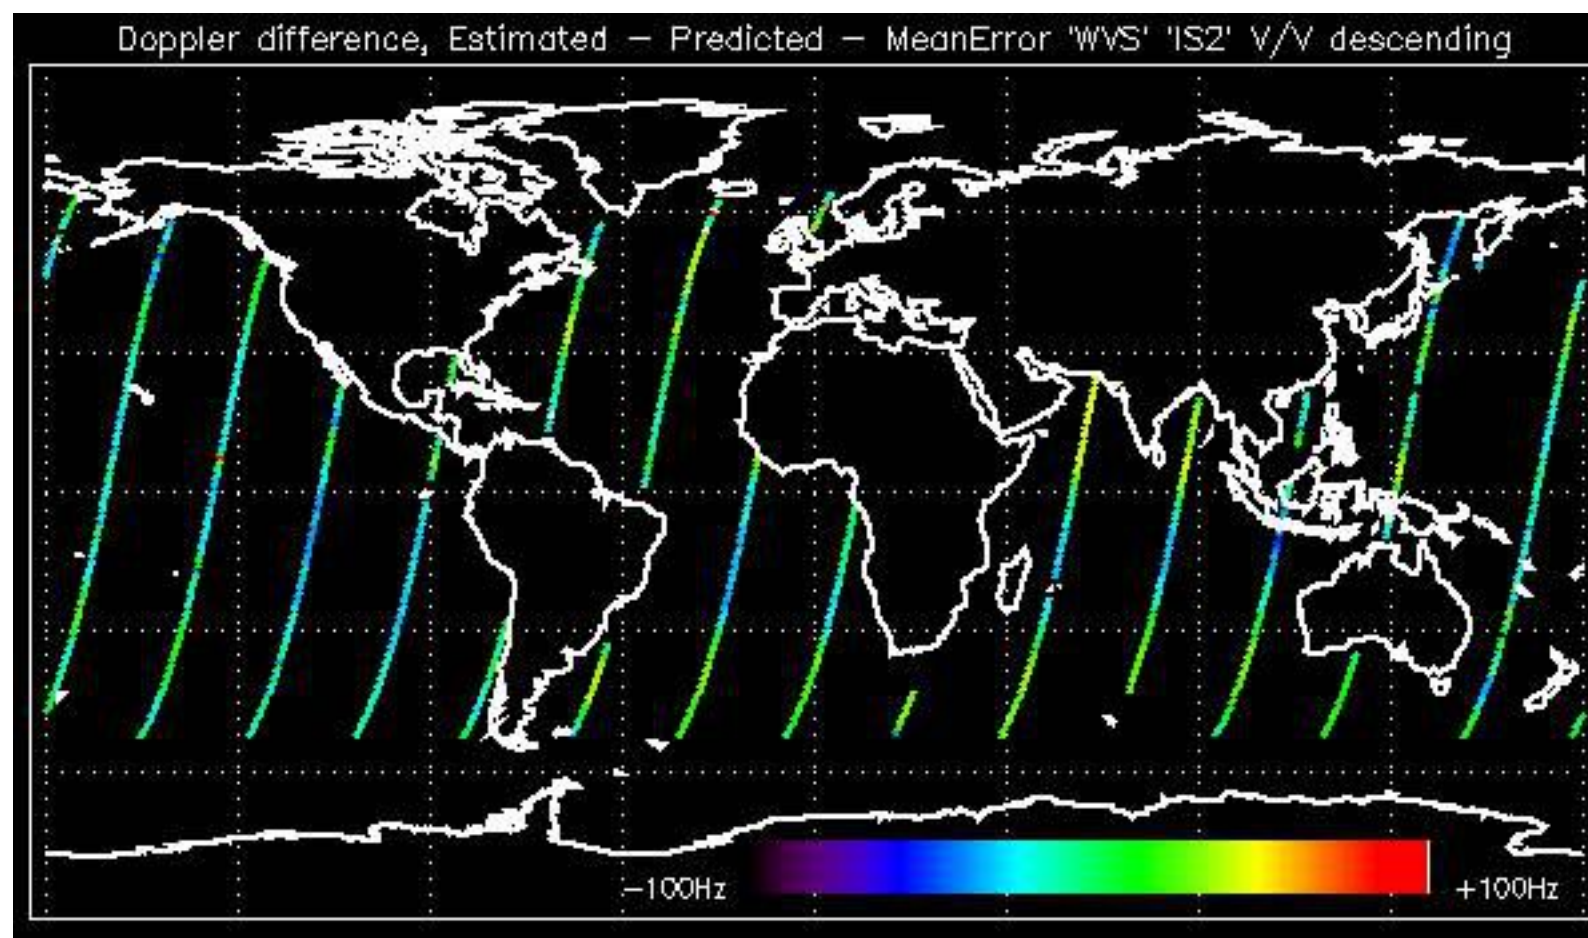 Doppler difference, Estimated – Predicted – MeanError 'WVS' 'IS2' V/V descending
–100Hz
+100Hz